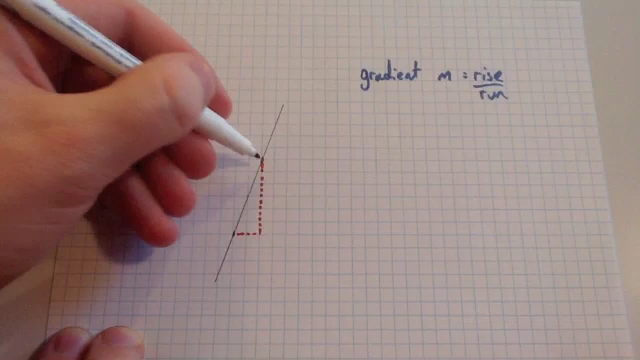 gradient m = rise
run